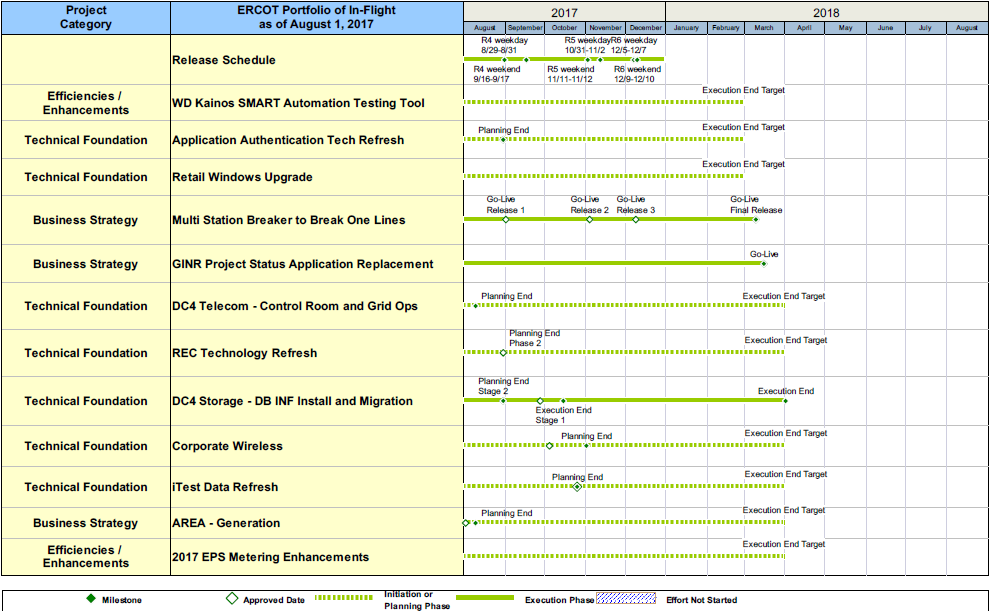 Project
Category
ERCOT Portfolio of In-Flight
as of August 1, 2017
2017
2018
August September October November December January February March April May June July August
Release Schedule
R4 weekday
8/29-8/31
R5 weekday
10/31-11/2
R6 weekday
12/5-12/7
R4 weekend
9/16-9/17
R5 weekend
11/11-11/12
R6 weekend
12/9-12/10
Efficiencies /
Enhancements
WD Kainos SMART Automation Testing Tool
Execution End Target
Technical Foundation
Application Authentication Tech Refresh
Planning End
Execution End Target
Technical Foundation
Retail Windows Upgrade
Execution End Target
Business Strategy
Multi Station Breaker to Break One Lines
Go-Live
Release 1
Go-Live
Release 2
Go-Live
Release 3
Go-Live
Final Release
Business Strategy
GINR Project Status Application Replacement
Go-Live
Technical Foundation
DC4 Telecom - Control Room and Grid Ops
Planning End
Execution End Target
Technical Foundation
REC Technology Refresh
Planning End
Phase 2
Execution End Target
Technical Foundation
DC4 Storage - DB INF Install and Migration
Planning End
Stage 2
Execution End
Stage 1
Execution End
Technical Foundation
Corporate Wireless
Planning End
Execution End Target
Technical Foundation
iTest Data Refresh
Planning End
Execution End Target
Business Strategy
AREA - Generation
Planning End
Execution End Target
Efficiencies /
Enhancements
2017 EPS Metering Enhancements
Execution End Target
Milestone
Approved Date
Initiation or
Planning Phase
Execution Phase
Effort Not Started